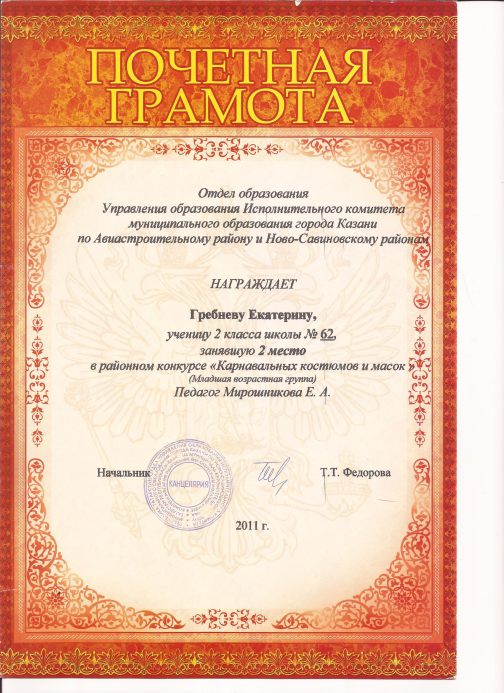 ПОЧЕТНАЯ
ГРАМОТА
Отдел образования
Управления образования Исполнительного комитета
муниципального образования города Казани
по Авиастроительному району и Ново-Савиновскому районам
НАГРАЖДАЕТ
Гребневу Екатерину,
ученицу 2 класса школы № 62,
занявшую 2 место
в районном конкурсе «Карнавальных костюмов и масок »
(Младшая возрастная группа)
Педагог Мирошникова Е. А.
Начальник
Т.Т. Федорова
КАНЦЕЛЯРИЯ
2011 г.